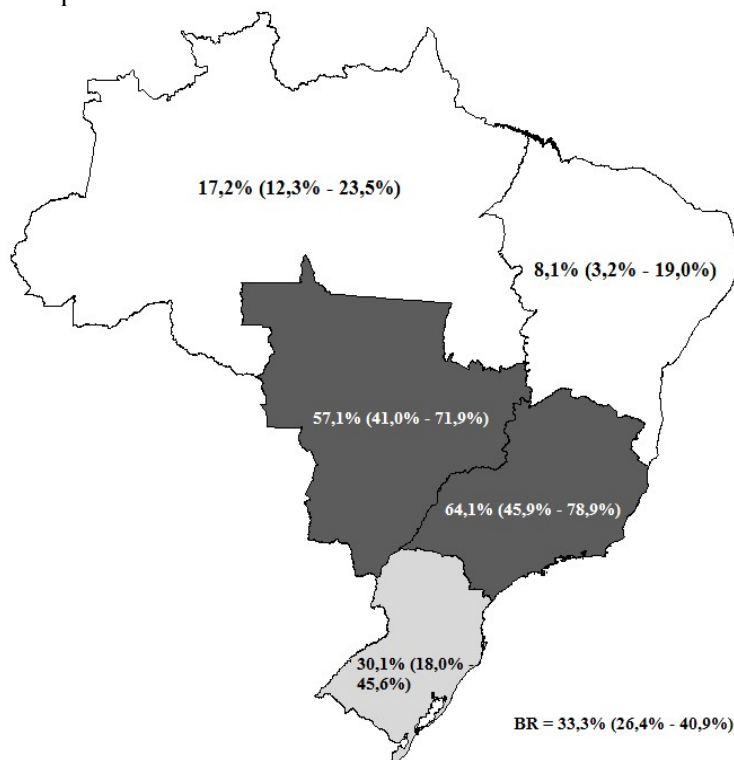 17,2% (12,3% - 23,5%)
8,1% (3,2% - 19,0%)
57,1% (41,0% - 71,9%)
64,1% (45,9% - 78,9%)
30,1% (18,0% -
45,6%)
BR = 33,3% (26,4% - 40,9%)